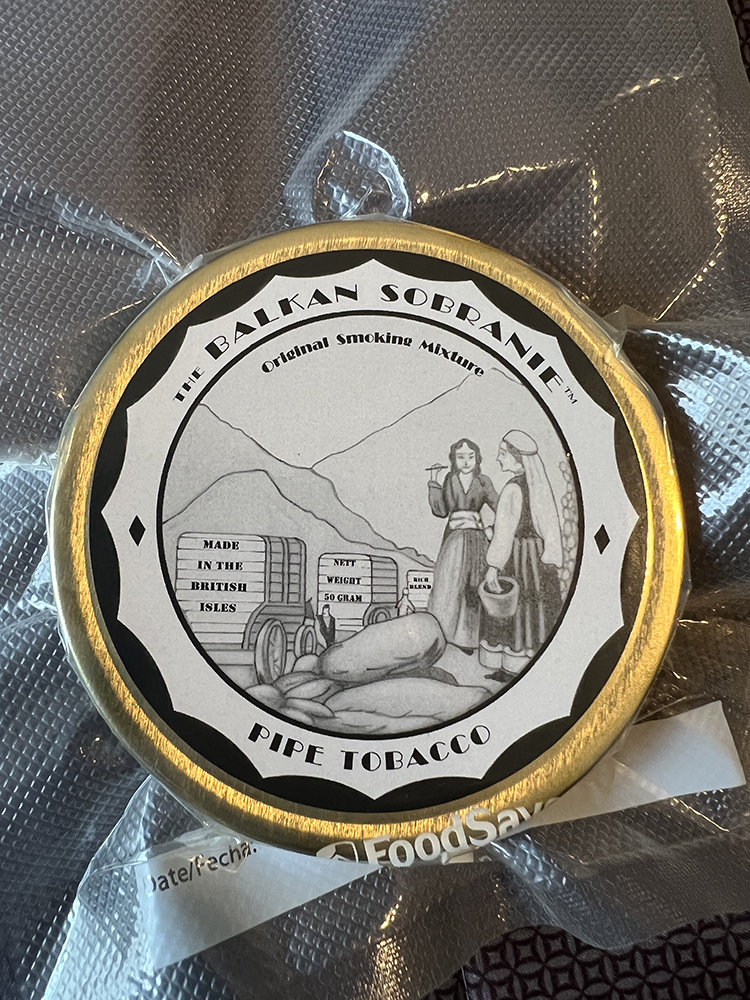 THE BALKAN SOBRANIE™
Original Smoking Mixture
MADE
IN THE
BRITISH
ISLES
NETT
WEIGHT
50 GRAM
RICH
BLEND
PIPE TOBACCO
FoodSave
Date/Fecha: